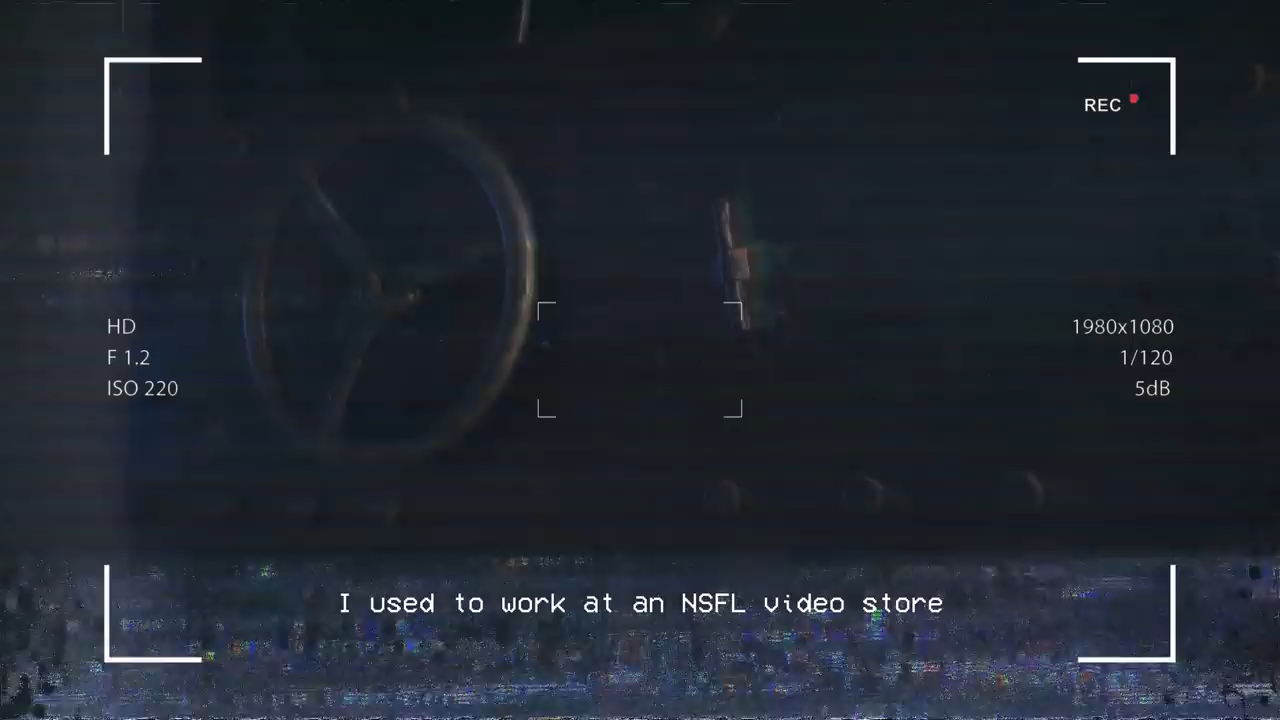 REC
HD
F 1.2
ISO 220
1980x1080
1/120
5dB
I used to work at an NSFL video store